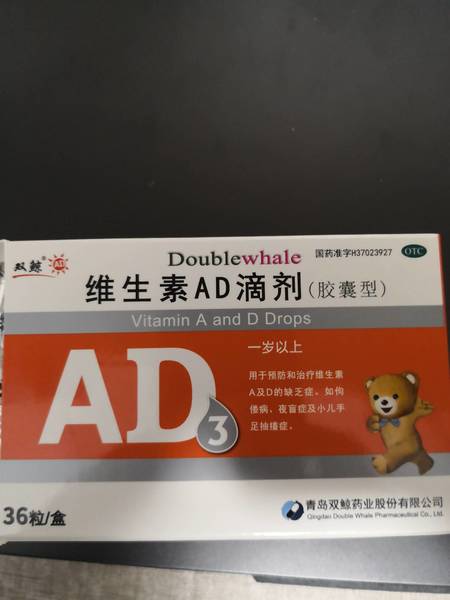 双鲸®
Doublewhale
国药准字H37023927
OTC
维生素AD滴剂(胶囊型)
Vitamin A and D Drops
一岁以上
AD3
用于预防和治疗维生素
A及D的缺乏症。如佝
偻病、夜盲症及小儿手
足抽搐症。
36粒/盒
青岛双鲸药业股份有限公司
Qingdao Double Whale Pharmaceutical Co., Ltd.